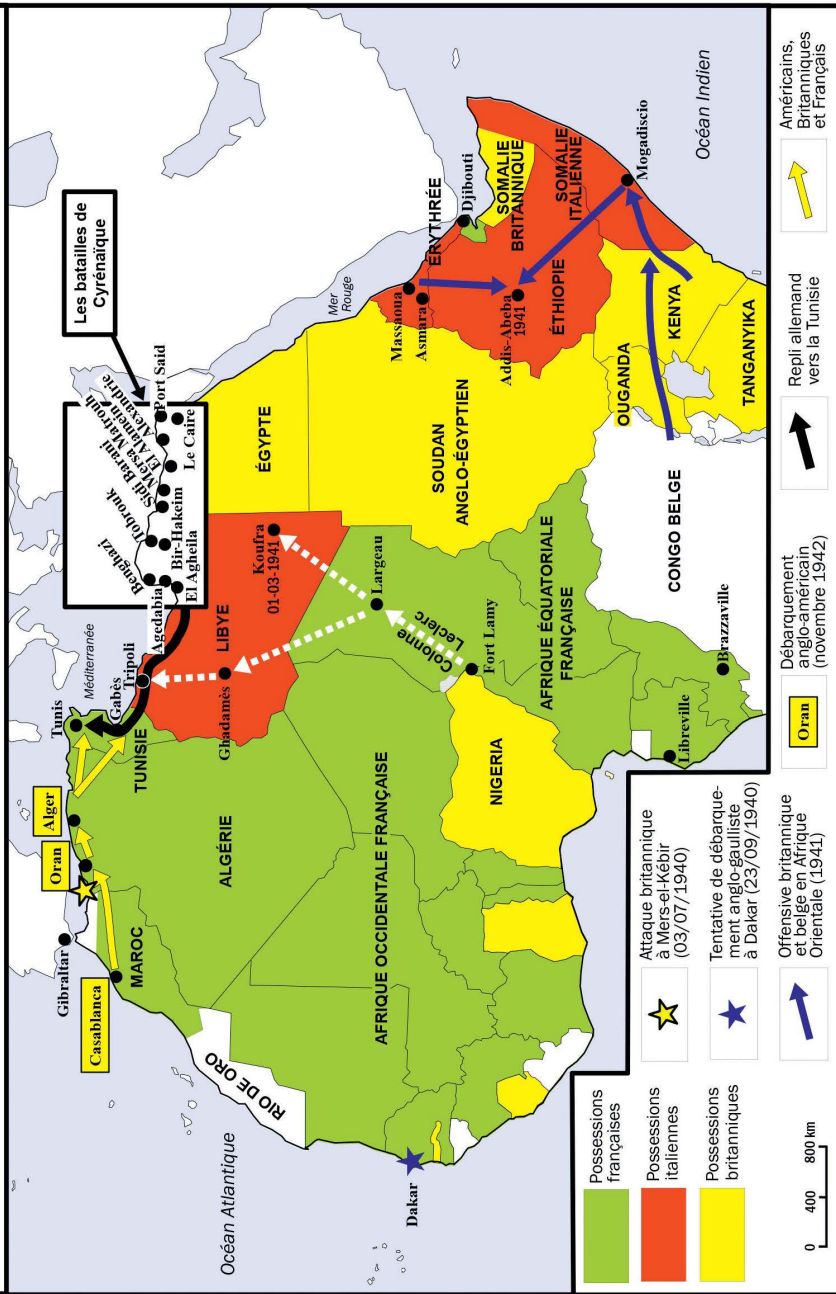 Les batailles de
Cyrénaïque
Océan Atlantique
Méditerranée
Mer
Rouge
Océan Indien
Gibraltar
Casablanca
Oran
Alger
Tunis
Gabès
Tripoli
Agedabia
Benghazi
El Agheila
Bir-Hakeim
Tobrouk
Sidi Barani
Mersa Matrouh
El Alamein
Alexandrie
Port Said
Le Caire
MAROC
ALGÉRIE
TUNISIE
LIBYE
ÉGYPTE
RIO DE ORO
Ghadamès
Koufra
01-03-1941
Largeau
Colonne
Leclerc
Fort Lamy
AFRIQUE OCCIDENTALE FRANÇAISE
AFRIQUE ÉQUATORIALE
FRANÇAISE
NIGERIA
SOUDAN
ANGLO-ÉGYPTIEN
Massaoua
Asmara
ÉRYTHRÉE
Djibouti
SOMALIE
BRITANNIQUE
SOMALIE
ITALIENNE
Addis-Abeba
1941
ÉTHIOPIE
Mogadiscio
OUGANDA
KENYA
TANGANYIKA
CONGO BELGE
Brazzaville
Libreville
Dakar
Possessions
françaises
Possessions
italiennes
Possessions
britanniques
0 400 800 km
Attaque britannique
à Mers-el-Kébir
(03/07/1940)
Tentative de débarque-
ment anglo-gaulliste
à Dakar (23/09/1940)
Offensive britannique
et belge en Afrique
Orientale (1941)
Oran
Débarquement
anglo-américain
(novembre 1942)
Repli allemand
vers la Tunisie
Américains,
Britanniques
et Français